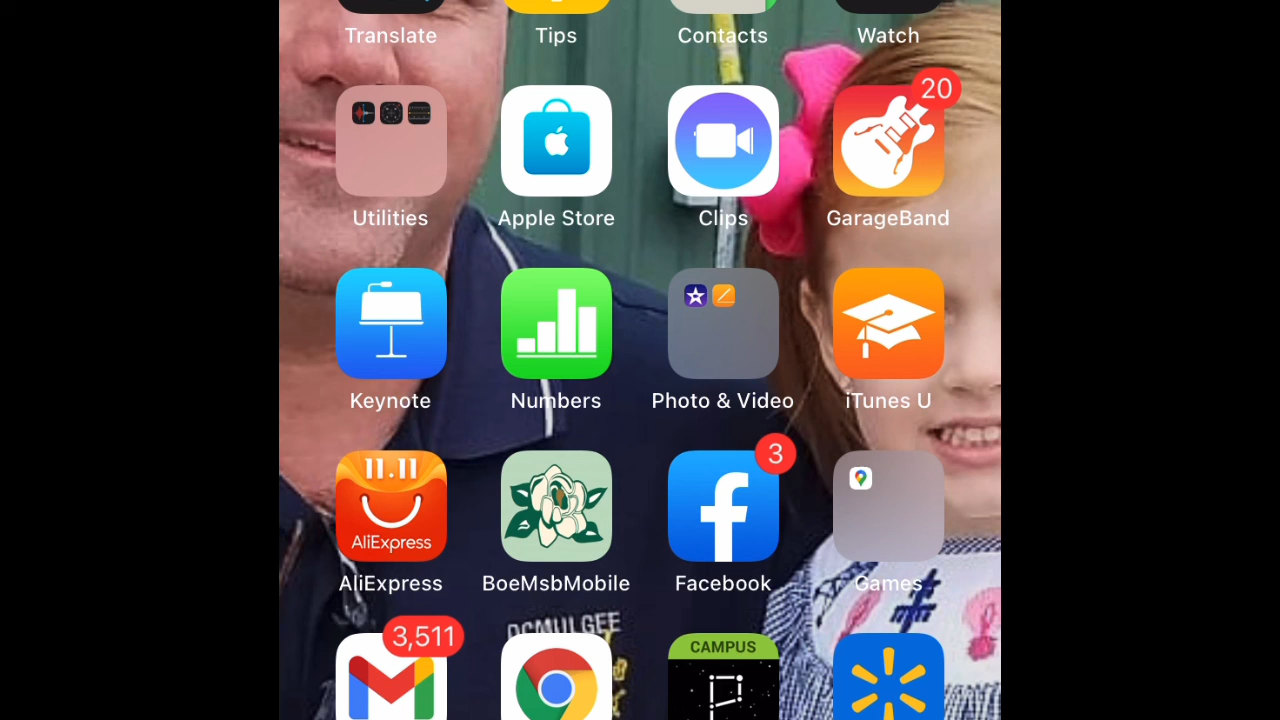 Translate Tips Contacts Watch
20
Utilities Apple Store Clips GarageBand
Keynote Numbers Photo & Video iTunes U
11.11
3
AliExpress
AliExpress BoeMsbMobile Facebook Games
OCMULGEE
3,511
CAMPUS